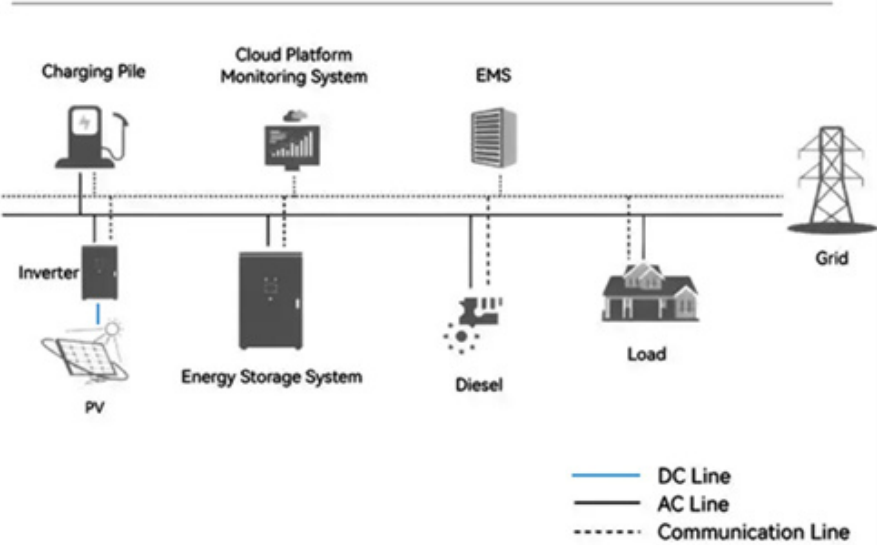 Charging Pile
Cloud Platform
Monitoring System
EMS
Grid
Inverter
PV
Energy Storage System
Diesel
Load
DC Line
AC Line
Communication Line